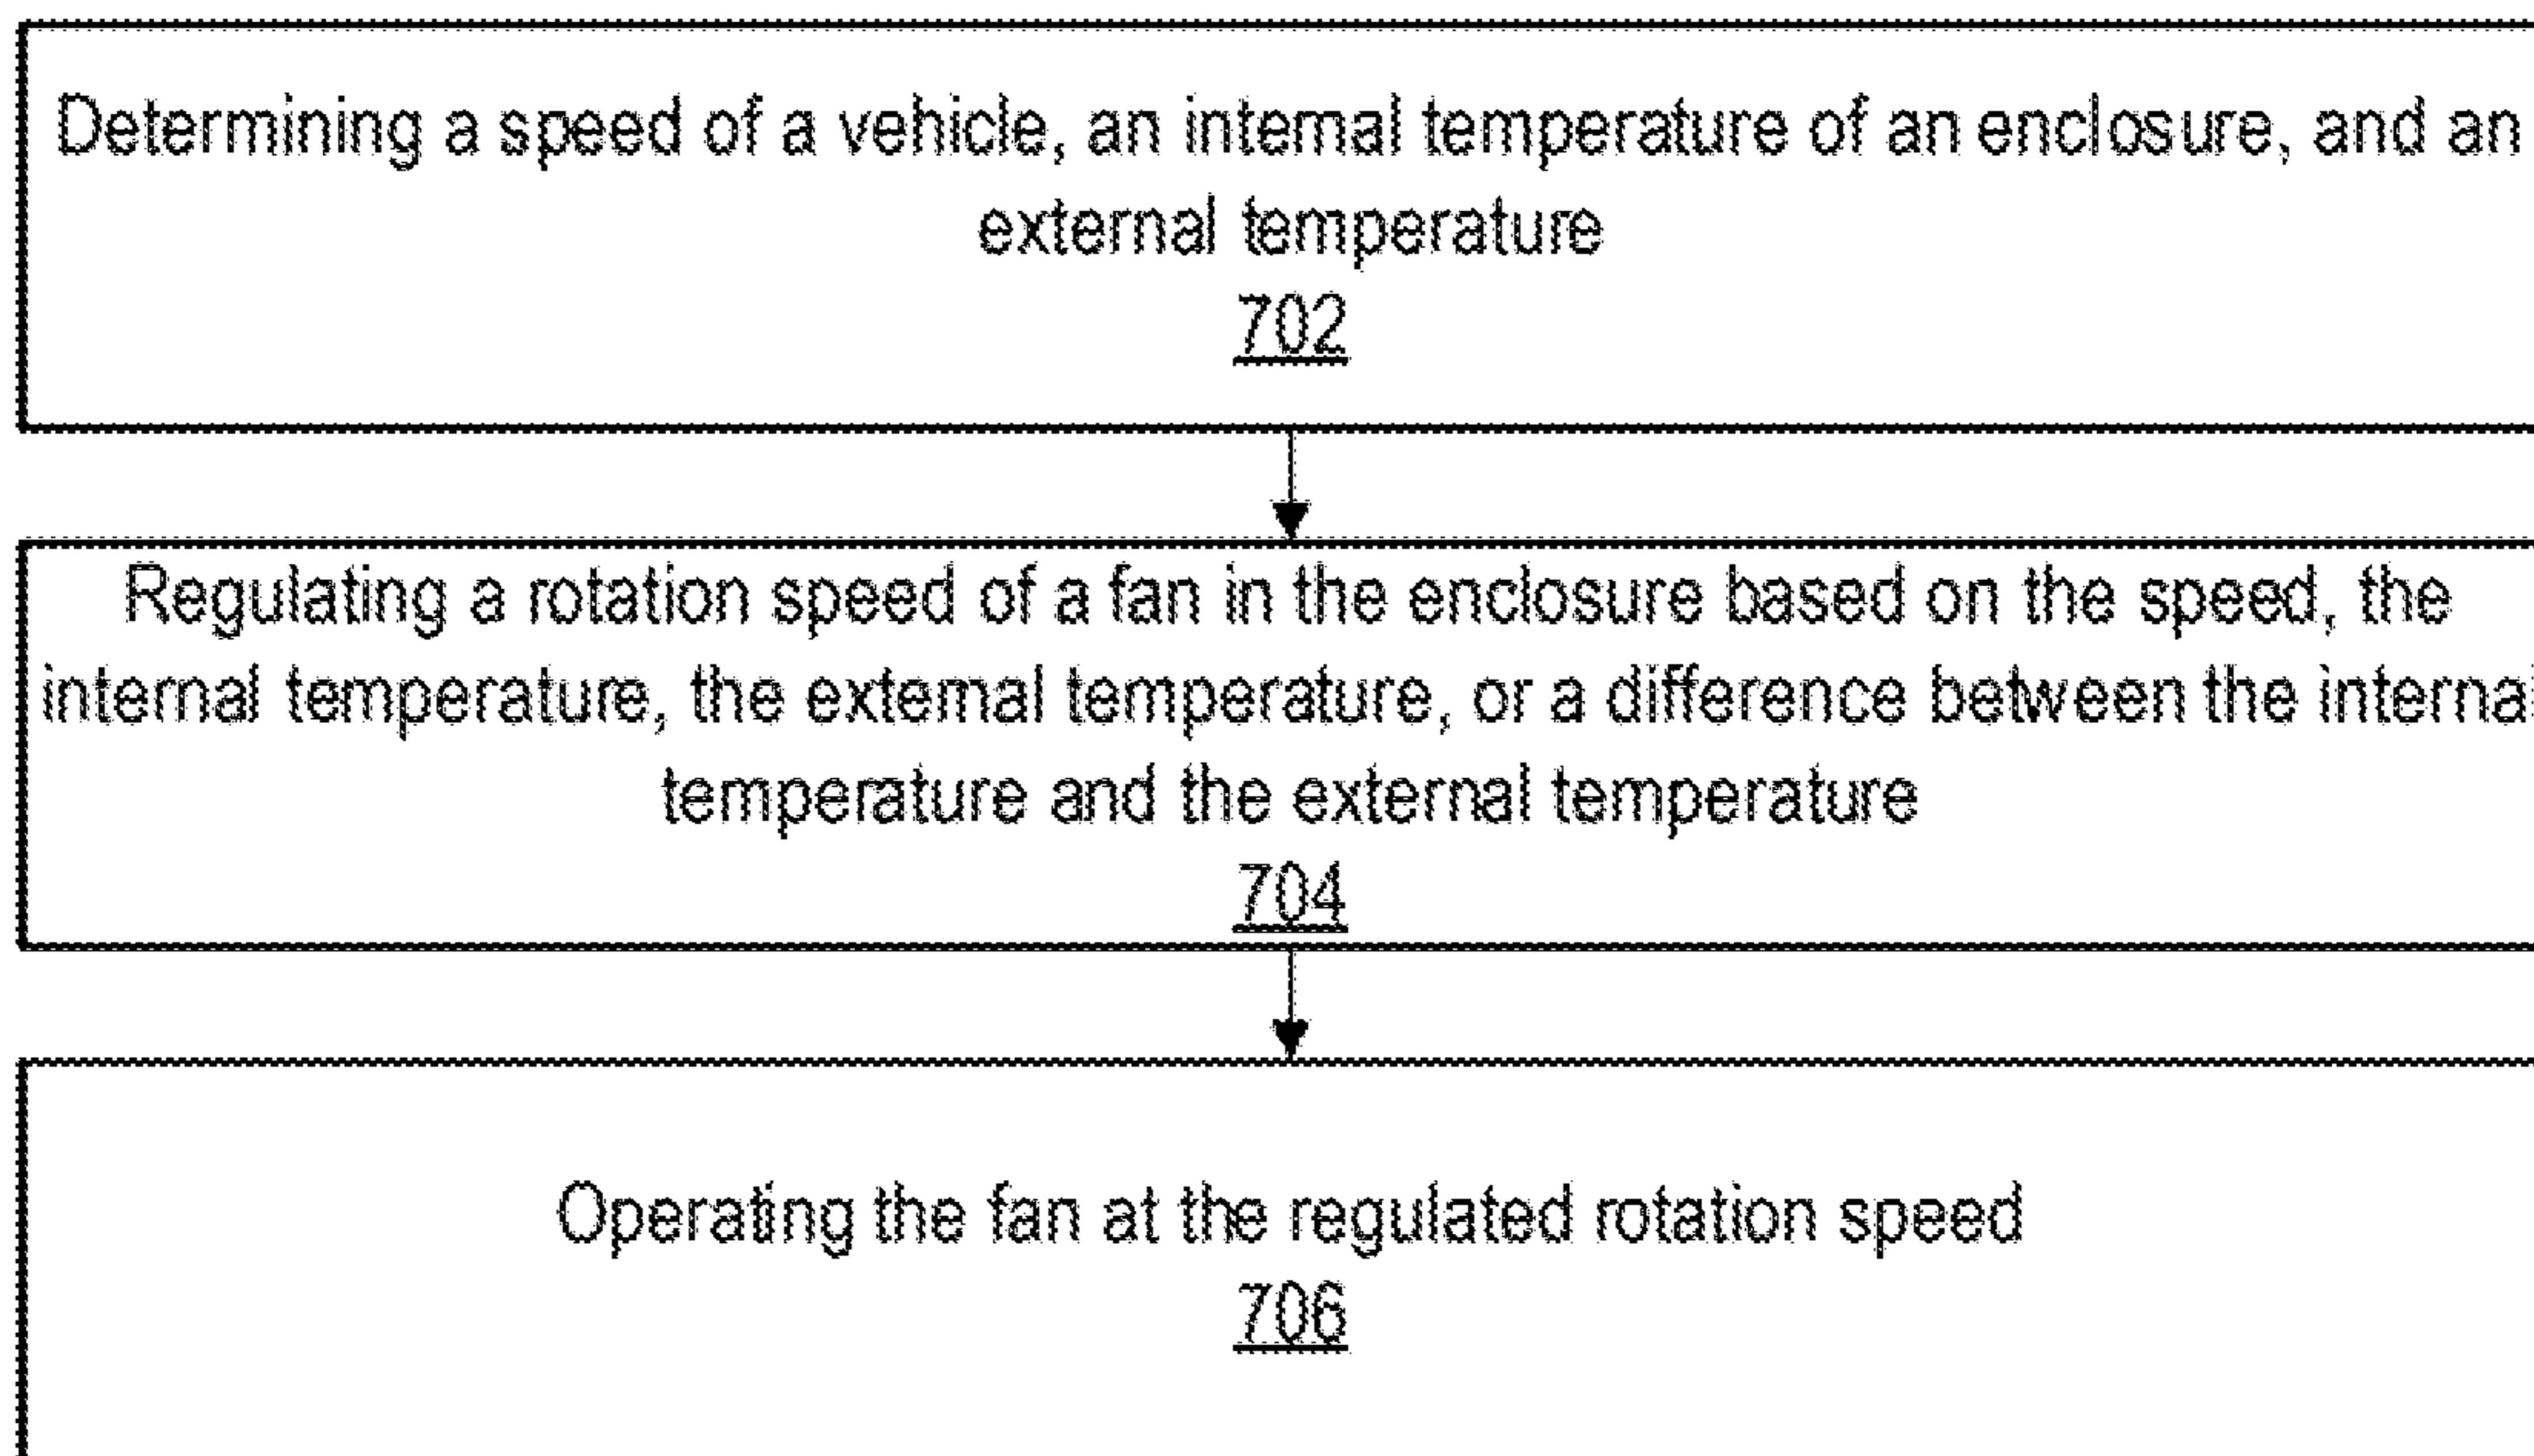 Determining a speed of a vehicle, an internal temperature of an enclosure, and an
external temperature
702
Regulating a rotation speed of a fan in the enclosure based on the speed, the
internal temperature, the external temperature, or a difference between the internal
temperature and the external temperature
704
Operating the fan at the regulated rotation speed
706